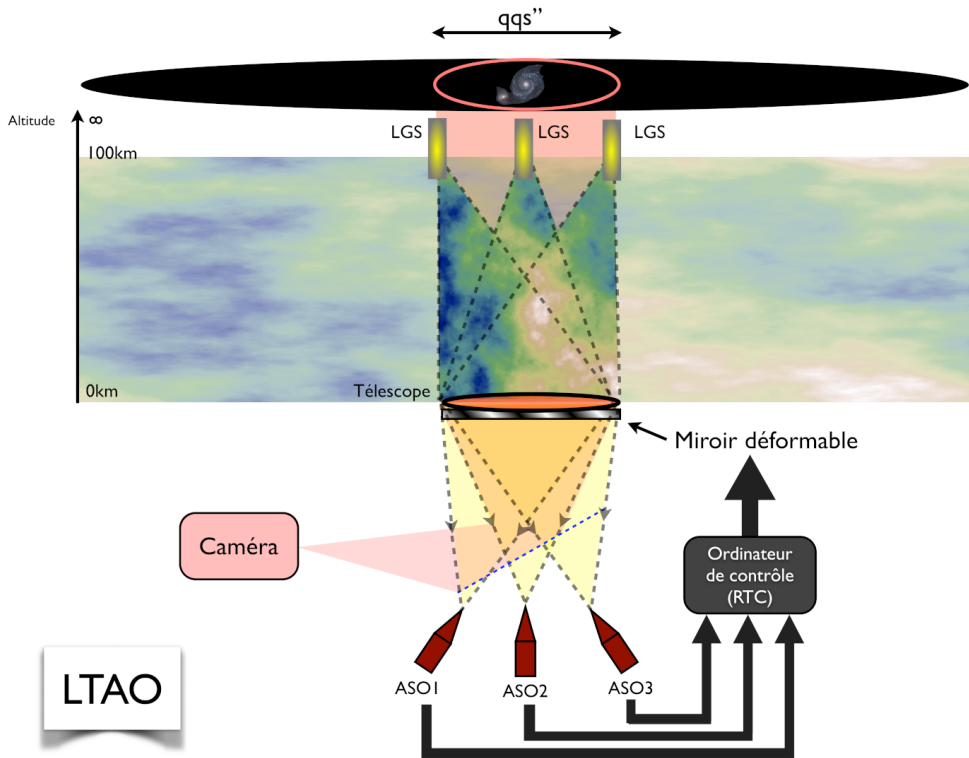 qqs’’
Altitude
∞
LGS
LGS
LGS
100km
0km
Télescope
Miroir déformable
Caméra
Ordinateur
de contrôle
(RTC)
ASO1
ASO2
ASO3
LTAO